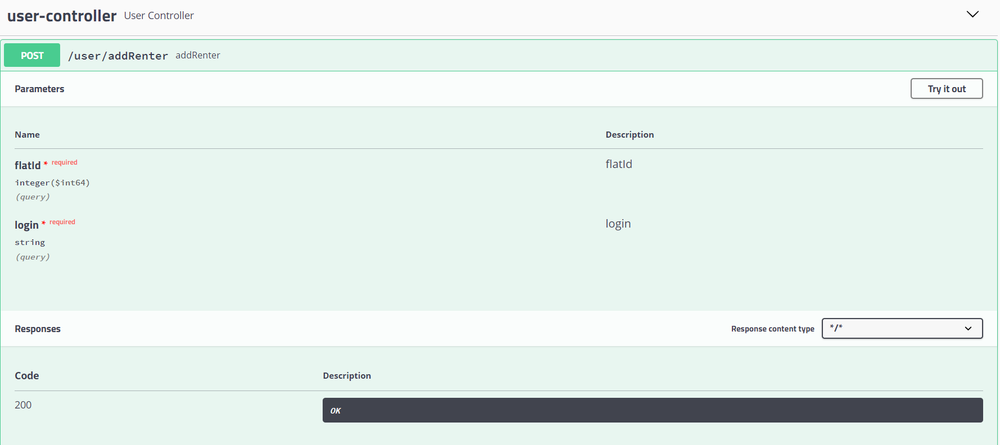 user-controller User Controller
POST /user/addRenter addRenter
Parameters Try it out
Name Description
flatId * required flatId
integer($int64)
(query)
login * required login
string
(query)
Responses Response content type */*
Code Description
200 OK